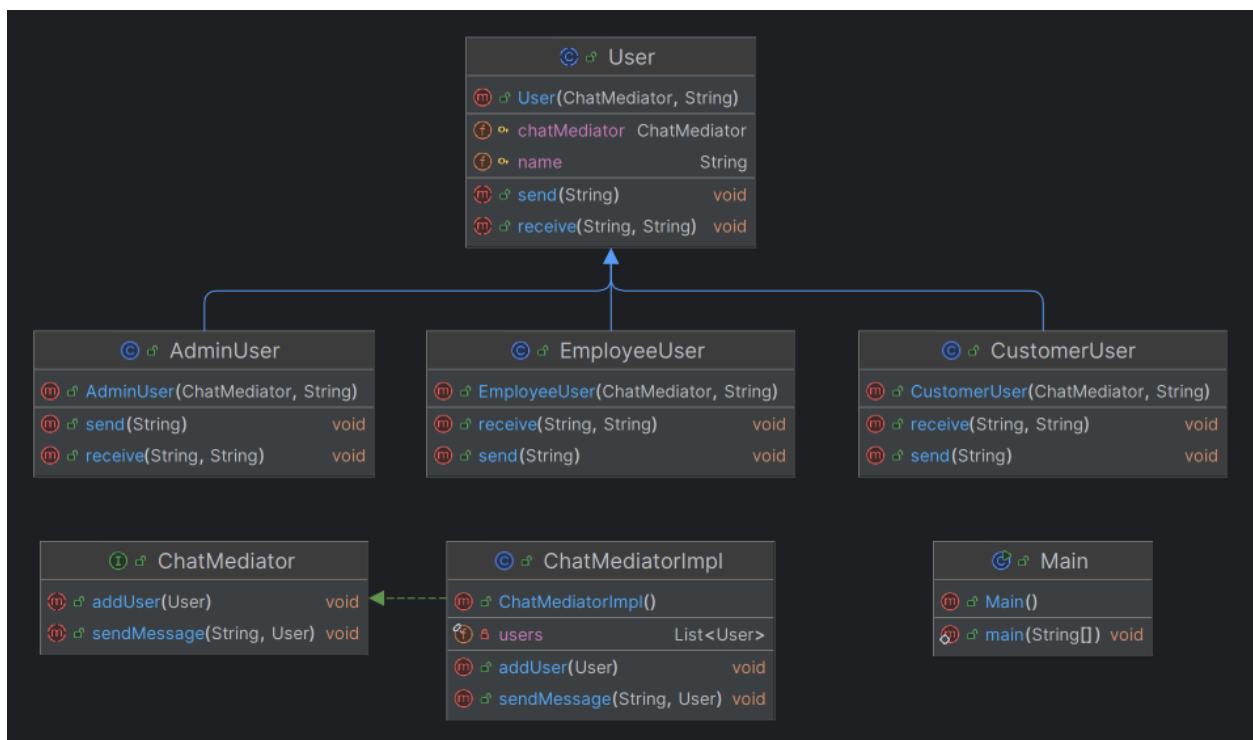 User
User(ChatMediator, String)
chatMediator ChatMediator
name String
send(String) void
receive(String, String) void
AdminUser
AdminUser(ChatMediator, String)
send(String) void
receive(String, String) void
EmployeeUser
EmployeeUser(ChatMediator, String)
receive(String, String) void
send(String) void
CustomerUser
CustomerUser(ChatMediator, String)
receive(String, String) void
send(String) void
ChatMediator
addUser(User) void
sendMessage(String, User) void
ChatMediatorImpl
ChatMediatorImpl()
users List<User>
addUser(User) void
sendMessage(String, User) void
Main
Main()
main(String[]) void